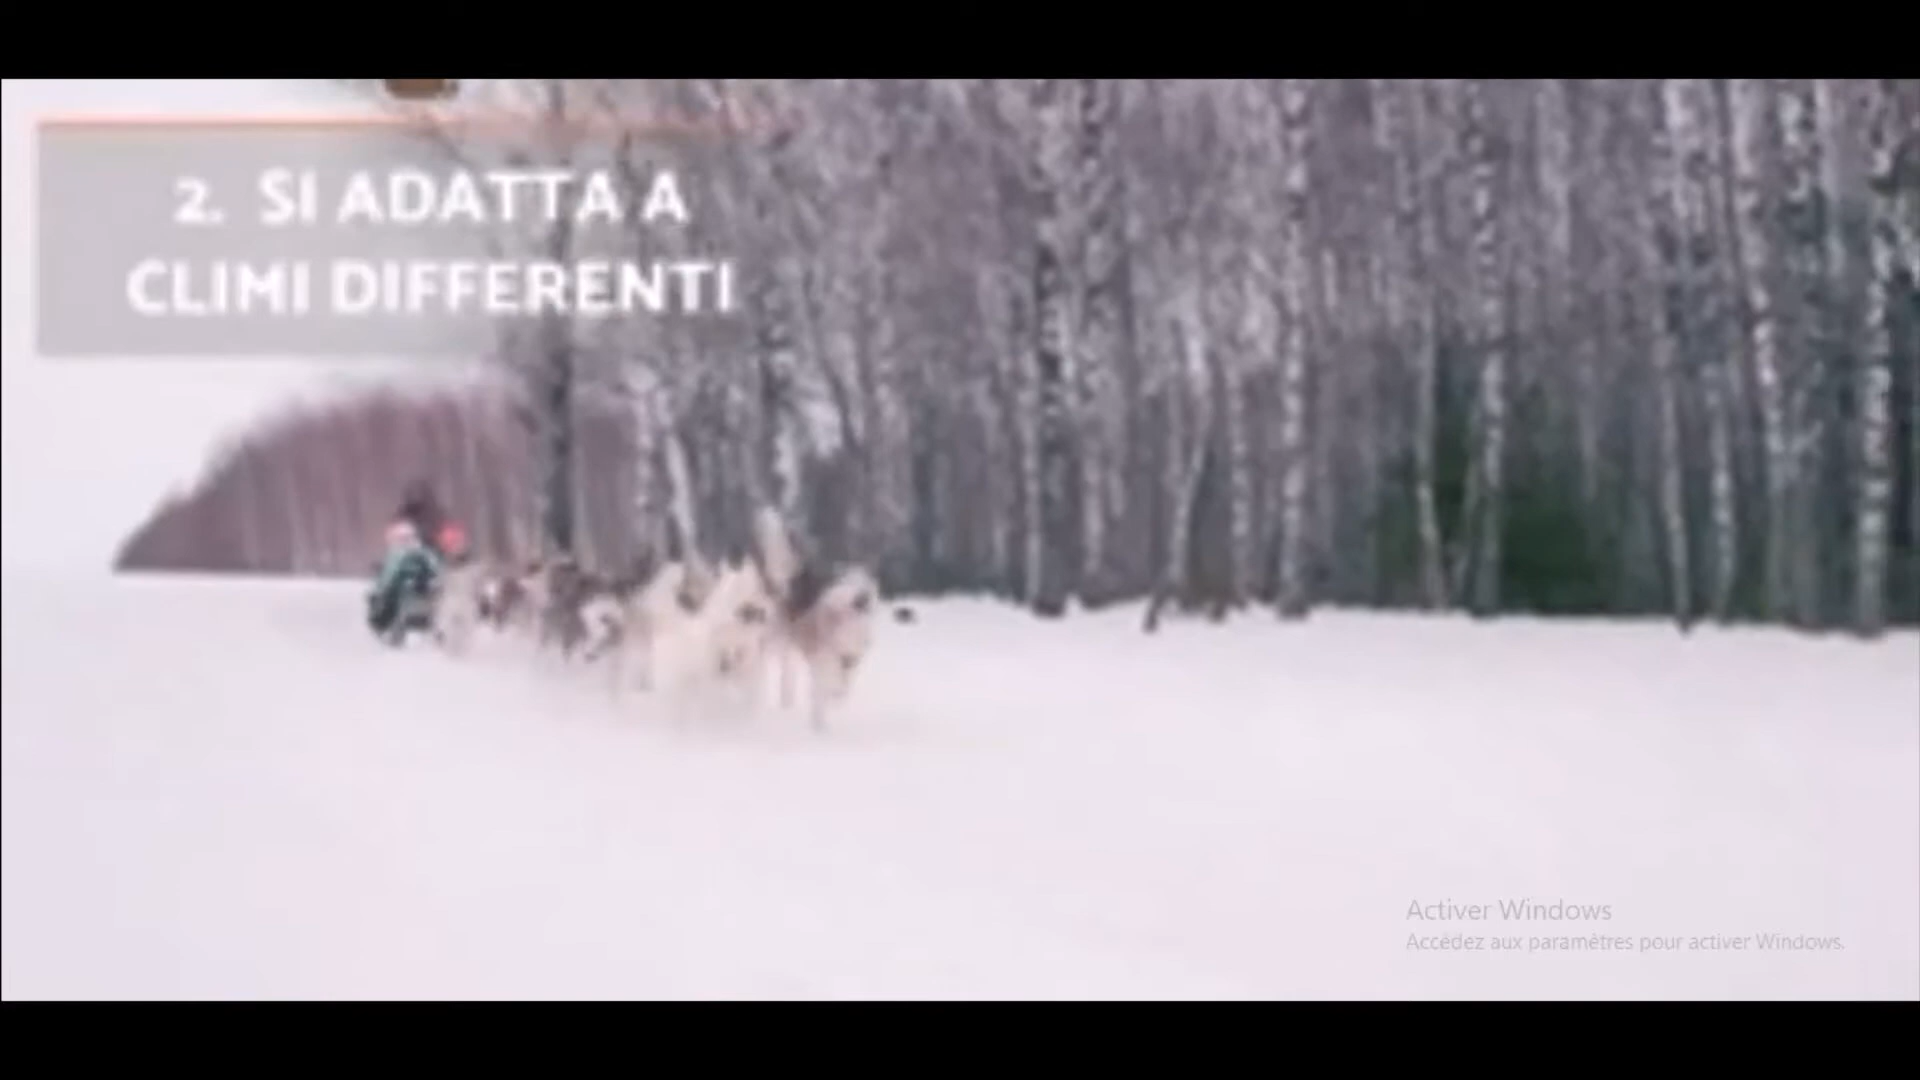 2. SI ADATTA A
CLIMI DIFFERENTI
Activer Windows
Accédez aux paramètres pour activer Windows.